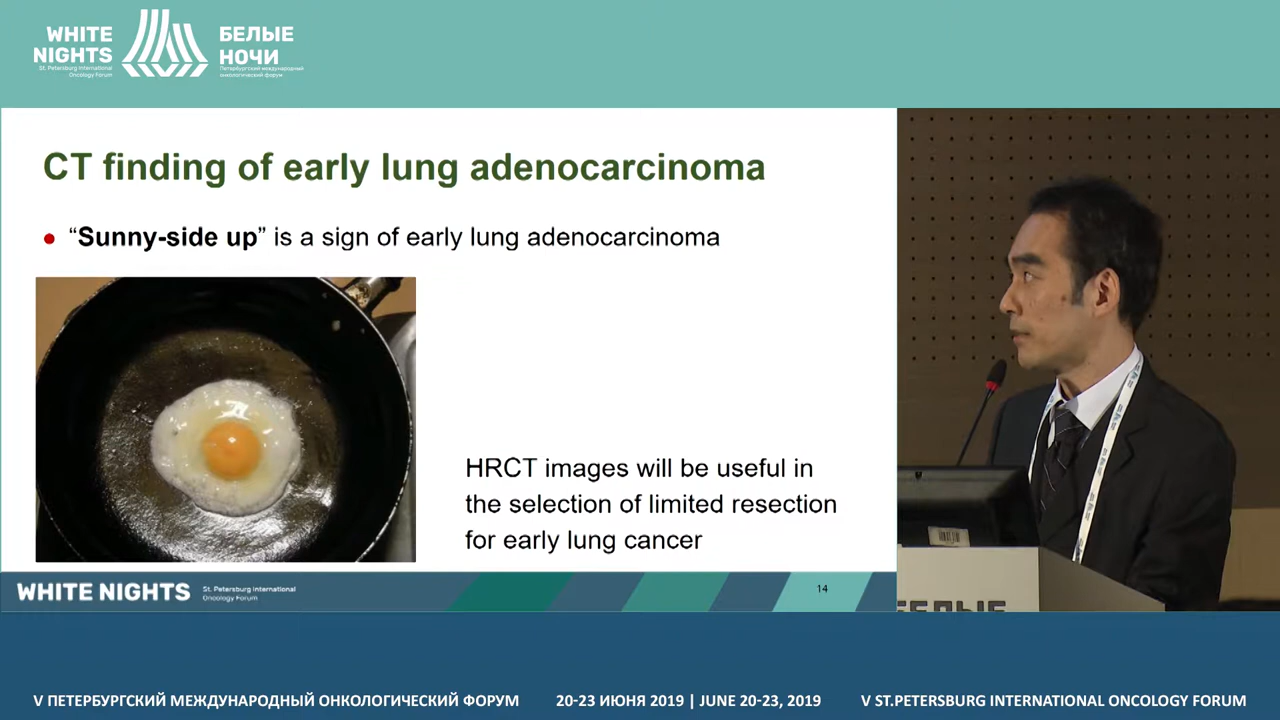 WHITE
NIGHTS
St. Petersburg International
Oncology Forum
БЕЛЫЕ
НОЧИ
Петербургский международный
онкологический форум
CT finding of early lung adenocarcinoma
“Sunny-side up” is a sign of early lung adenocarcinoma
HRCT images will be useful in
the selection of limited resection
for early lung cancer
WHITE NIGHTS
St. Petersburg International
Oncology Forum
14
БЕЛЫЕ
V ПЕТЕРБУРГСКИЙ МЕЖДУНАРОДНЫЙ ОНКОЛОГИЧЕСКИЙ ФОРУМ
20-23 ИЮНЯ 2019 | JUNE 20-23, 2019
V ST.PETERSBURG INTERNATIONAL ONCOLOGY FORUM